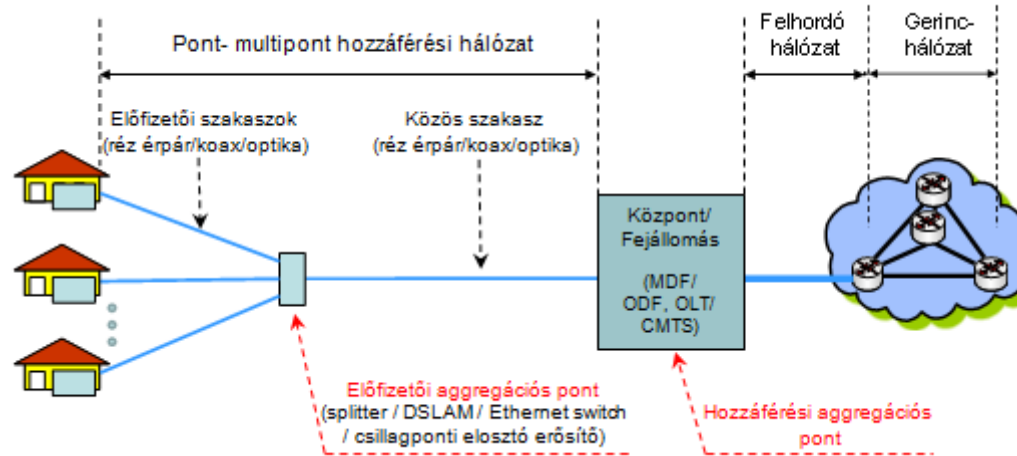 Pont- multipont hozzáférési hálózat
Felhordó
hálózat
Gerinc-
hálózat
Előfizetői szakaszok
(réz érpár/koax/optika)
Közös szakasz
(réz érpár/koax/optika)
Központ/
Fejállomás
(MDF/
ODF, OLT/
CMTS)
Előfizetői aggregációs pont
(splitter / DSLAM / Ethernet switch
/ csillagponti elosztó erősítő)
Hozzáférési aggregációs
pont